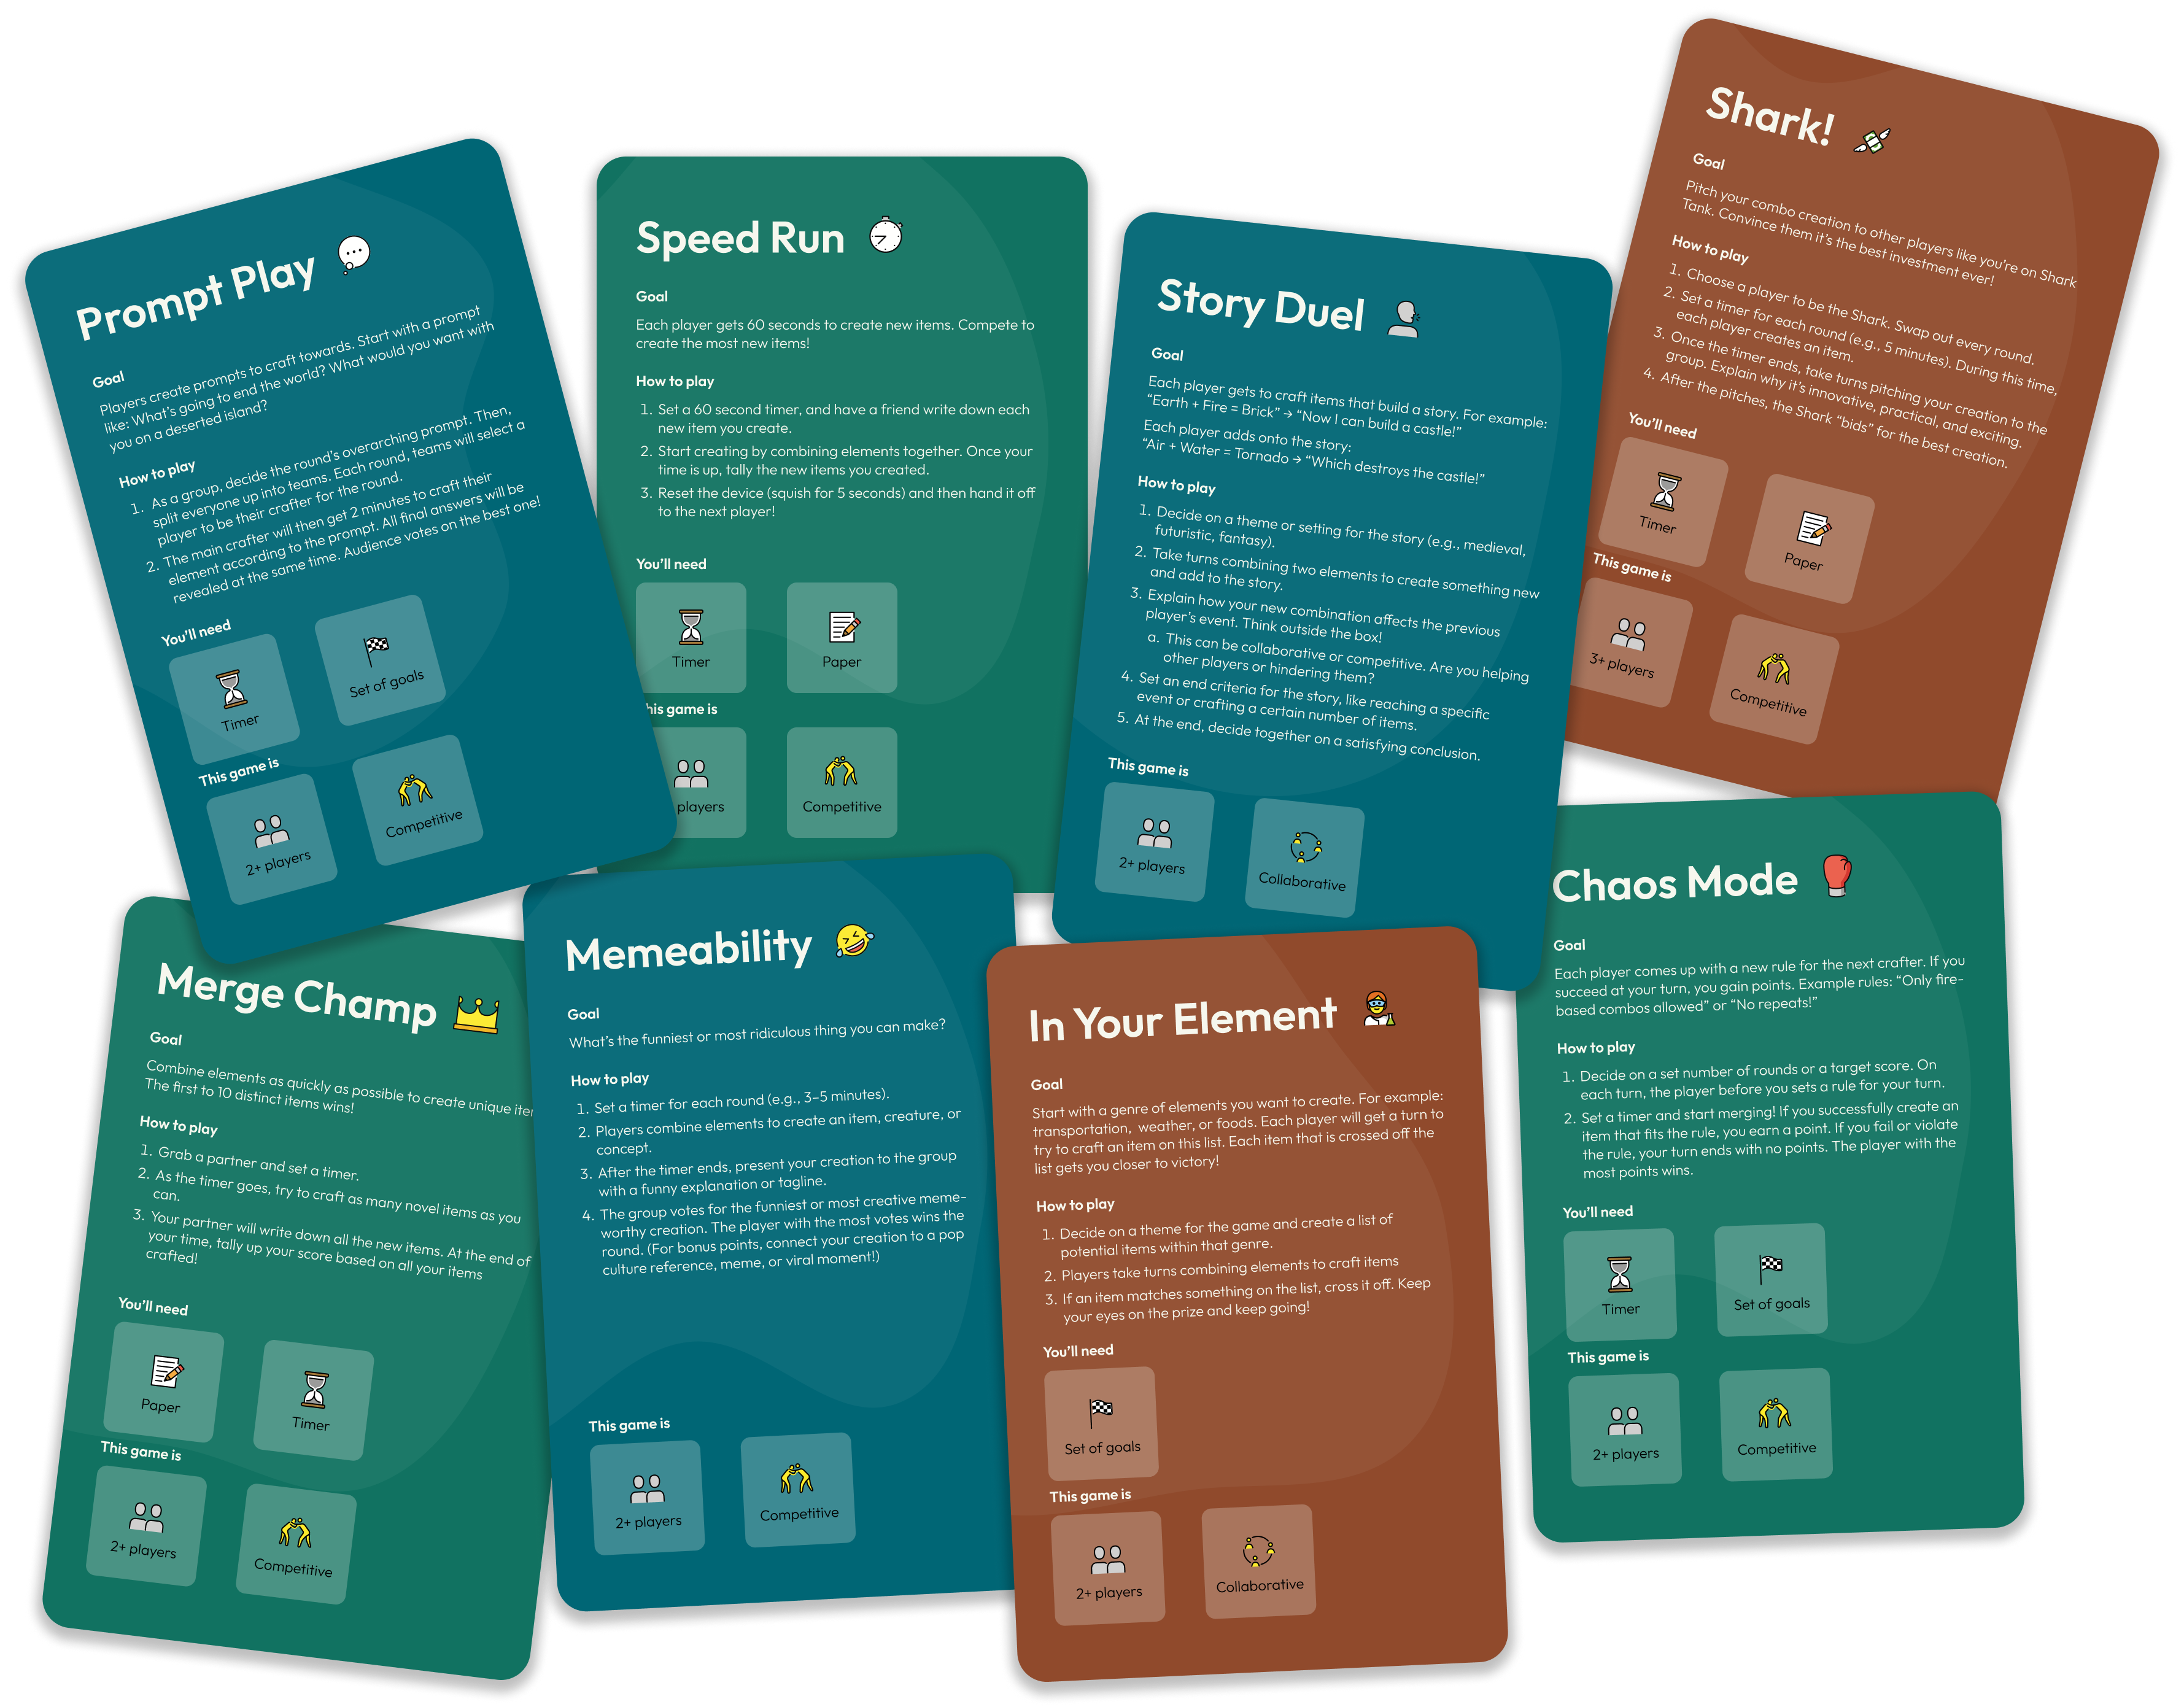 Prompt Play
Goal
Players create prompts to craft towards. Start with a prompt
like: What's going to end the world? What would you want with
you on a deserted island?
How to play
1. As a group, decide the round's overarching prompt. Then,
split everyone up into teams. Each round, teams will select a
player to be their crafter for the round.
2. The main crafter will then get 2 minutes to craft their
element according to the prompt. All final answers will be
revealed at the same time. Audience votes on the best one!
You'll need
Timer
Set of goals
This game is
2+ players
Competitive
Speed Run
Goal
Each player gets 60 seconds to create new items. Compete to
create the most new items!
How to play
1. Set a 60 second timer, and have a friend write down each
new item you create.
2. Start creating by combining elements together. Once your
time is up, tally the new items you created.
3. Reset the device (squish for 5 seconds) and then hand it off
to the next player!
You'll need
Timer
Paper
his game is
players
Competitive
Story Duel
Goal
Each player gets to craft items that build a story. For example:
"Earth + Fire = Brick" → "Now I can build a castle!"
Each player adds onto the story:
"Air + Water = Tornado → "Which destroys the castle!"
How to play
1. Decide on a theme or setting for the story (e.g., medieval,
futuristic, fantasy).
2. Take turns combining two elements to create something new
and add to the story.
3. Explain how your new combination affects the previous
player's event. Think outside the box!
a. This can be collaborative or competitive. Are you helping
other players or hindering them?
4. Set an end criteria for the story, like reaching a specific
event or crafting a certain number of items.
5. At the end, decide together on a satisfying conclusion.
This game is
2+ players
Collaborative
Shark!
Goal
Pitch your combo creation to other players like you're on Shark
Tank. Convince them it's the best investment ever!
How to play
1. Choose a player to be the Shark. Swap out every round.
2. Set a timer for each round (e.g., 5 minutes). During this time,
each player creates an item.
3. Once the timer ends, take turns pitching your creation to the
group. Explain why it's innovative, practical, and exciting.
4. After the pitches, the Shark "bids" for the best creation.
You'll need
Timer
Paper
This game is
3+ players
Competitive
Merge Champ
Goal
Combine elements as quickly as possible to create unique iter
The first to 10 distinct items wins!
How to play
1. Grab a partner and set a timer.
2. As the timer goes, try to craft as many novel items as you
can.
3. Your partner will write down all the new items. At the end of
your time, tally up your score based on all your items
crafted!
You'll need
Paper
Timer
This game is
2+ players
Competitive
Memeability
Goal
What's the funniest or most ridiculous thing you can make?
How to play
1. Set a timer for each round (e.g., 3–5 minutes).
2. Players combine elements to create an item, creature, or
concept.
3. After the timer ends, present your creation to the group
with a funny explanation or tagline.
4. The group votes for the funniest or most creative meme-
worthy creation. The player with the most votes wins the
round. (For bonus points, connect your creation to a pop
culture reference, meme, or viral moment!)
This game is
2+ players
Competitive
In Your Element
Goal
Start with a genre of elements you want to create. For example:
transportation, weather, or foods. Each player will get a turn to
try to craft an item on this list. Each item that is crossed off the
list gets you closer to victory!
How to play
1. Decide on a theme for the game and create a list of
potential items within that genre.
2. Players take turns combining elements to craft items
3. If an item matches something on the list, cross it off. Keep
your eyes on the prize and keep going!
You'll need
Set of goals
This game is
2+ players
Collaborative
Chaos Mode
Goal
Each player comes up with a new rule for the next crafter. If you
succeed at your turn, you gain points. Example rules: "Only fire-
based combos allowed" or "No repeats!"
How to play
1. Decide on a set number of rounds or a target score. On
each turn, the player before you sets a rule for your turn.
2. Set a timer and start merging! If you successfully create an
item that fits the rule, you earn a point. If you fail or violate
the rule, your turn ends with no points. The player with the
most points wins.
You'll need
Timer
Set of goals
This game is
2+ players
Competitive